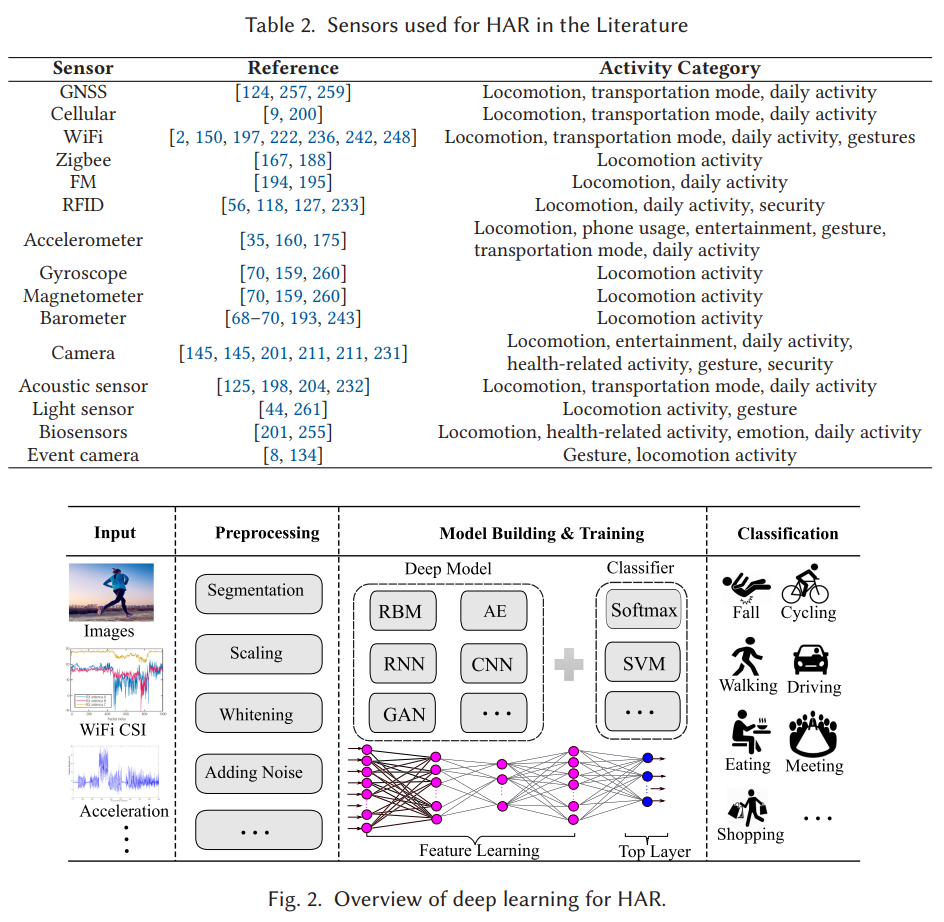 Table 2. Sensors used for HAR in the Literature
Sensor Reference Activity Category
GNSS [124, 257, 259] Locomotion, transportation mode, daily activity
Cellular [9, 200] Locomotion, transportation mode, daily activity
WiFi [2, 150, 197, 222, 236, 242, 248] Locomotion, transportation mode, daily activity, gestures
Zigbee [167, 188] Locomotion activity
FM [194, 195] Locomotion, daily activity
RFID [56, 118, 127, 233] Locomotion, daily activity, security
Accelerometer [35, 160, 175] Locomotion, phone usage, entertainment, gesture,
transportation mode, daily activity
Gyroscope [70, 159, 260] Locomotion activity
Magnetometer [70, 159, 260] Locomotion activity
Barometer [68–70, 193, 243] Locomotion activity
Camera [145, 145, 201, 211, 211, 231] Locomotion, entertainment, daily activity,
health-related activity, gesture, security
Acoustic sensor [125, 198, 204, 232] Locomotion, transportation mode, daily activity
Light sensor [44, 261] Locomotion activity, gesture
Biosensors [201, 255] Locomotion, health-related activity, emotion, daily activity
Event camera [8, 134] Gesture, locomotion activity
Input Preprocessing Model Building & Training Classification
Images
WiFi CSI
Acceleration
Segmentation
Scaling
Whitening
Adding Noise
Deep Model
RBM AE
RNN CNN
GAN
Classifier
Softmax
SVM
Feature Learning Top Layer
Fall Cycling
Walking Driving
Eating Meeting
Shopping
Fig. 2. Overview of deep learning for HAR.